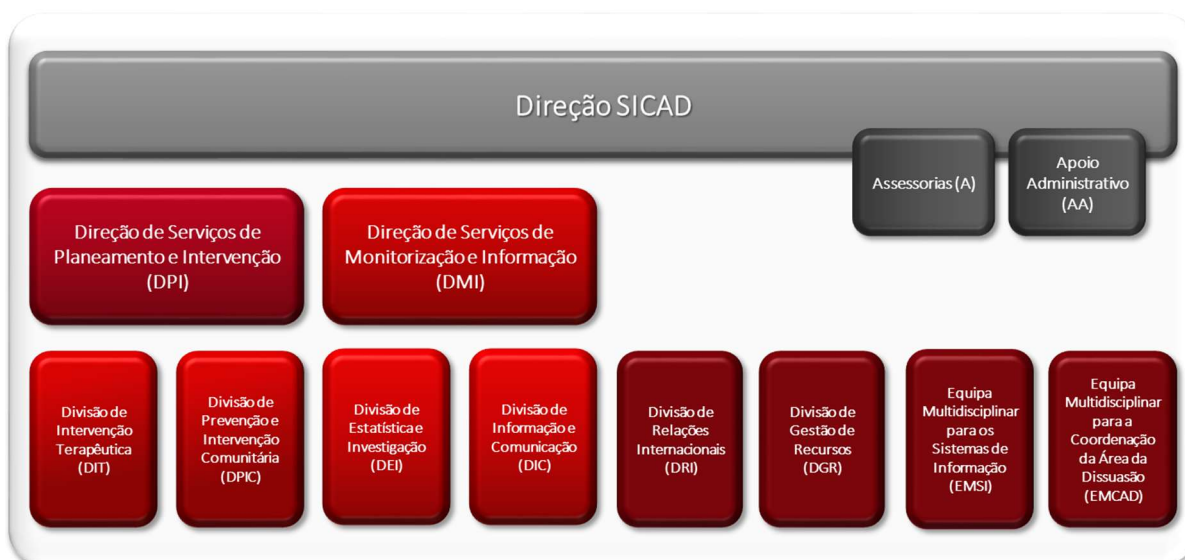 Direção SICAD
Assessorias (A)
Apoio
Administrativo
(AA)
Direção de Serviços de
Planeamento e Intervenção
(DPI)
Direção de Serviços de
Monitorização e Informação
(DMI)
Divisão de
Intervenção
Terapêutica
(DIT)
Divisão de
Prevenção e
Intervenção
Comunitária
(DPIC)
Divisão de
Estatística e
Investigação
(DEI)
Divisão de
Informação e
Comunicação
(DIC)
Divisão de
Relações
Internacionais
(DRI)
Divisão de
Gestão de
Recursos
(DGR)
Equipa
Multidisciplinar
para os
Sistemas de
Informação
(EMSI)
Equipa
Multidisciplinar
para a
Coordenação
da Área da
Dissuasão
(EMCAD)